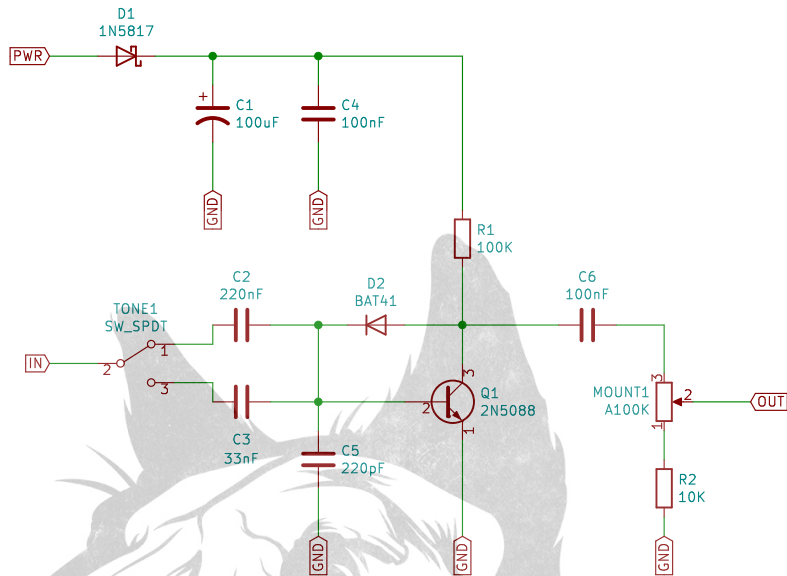 D1
1N5817
PWR
+
C1
100uF
C4
100nF
GND
GND
R1
100K
C2
220nF
D2
BAT41
C6
100nF
TONE1
SW_SPDT
1
IN
2
3
3
Q1
2N5088
2
1
MOUNT1
A100K
3
2
1
OUT
C3
33nF
C5
220pF
R2
10K
GND
GND
GND